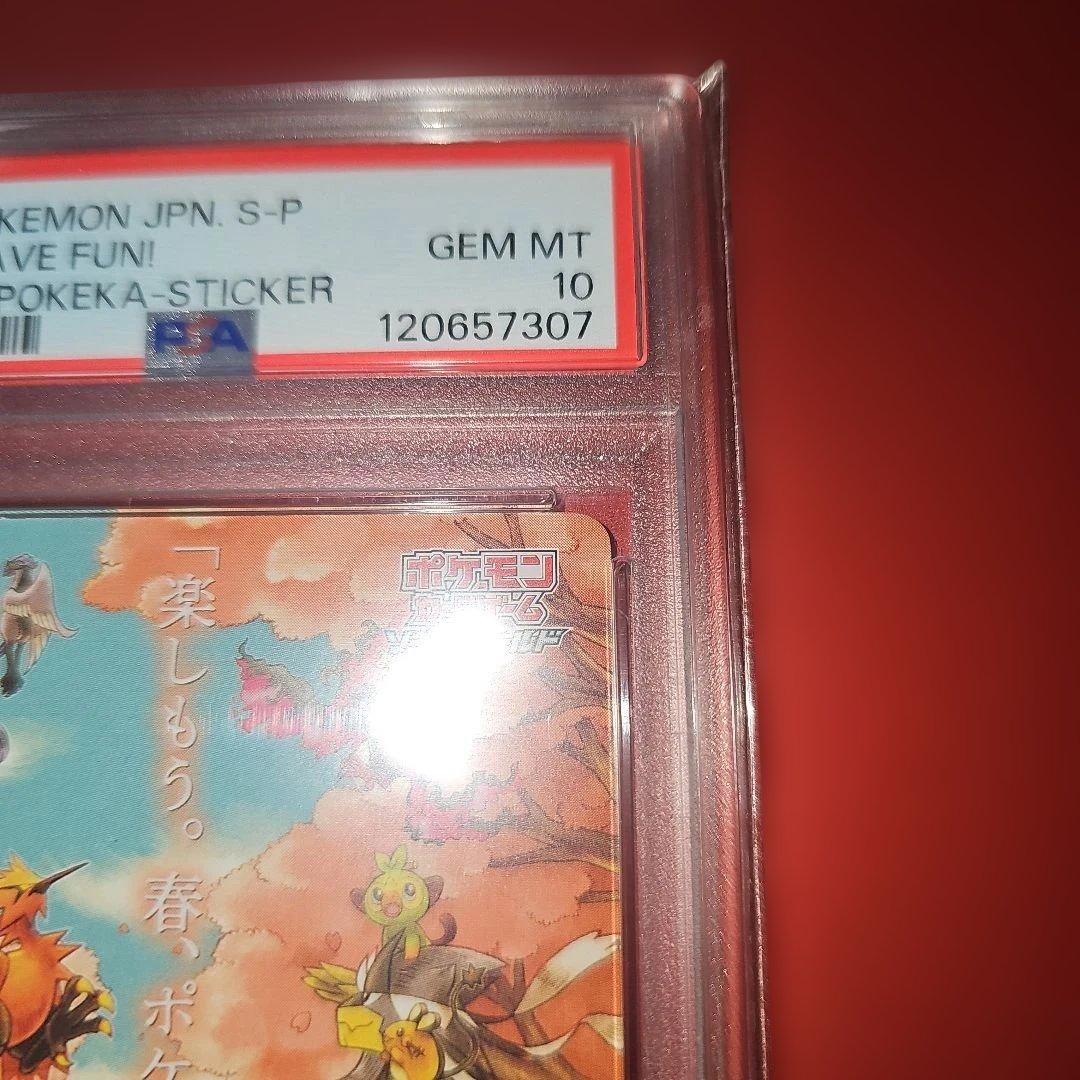 KEMON JPN. S-P
AVE FUN!
POKEKA-STICKER
GEM MT
10
120657307
PSA
ポケモン
「楽しもう。春、ポケ